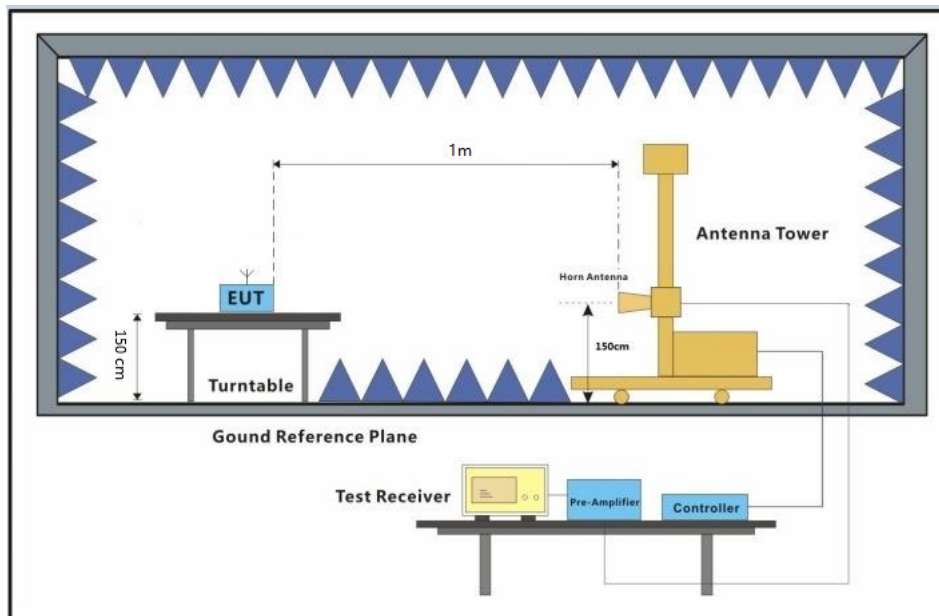 1m
Antenna Tower
Horn Antenna
EUT
150 cm
150cm
Turntable
Gound Reference Plane
Test Receiver
Pre-Amplifier
Controller